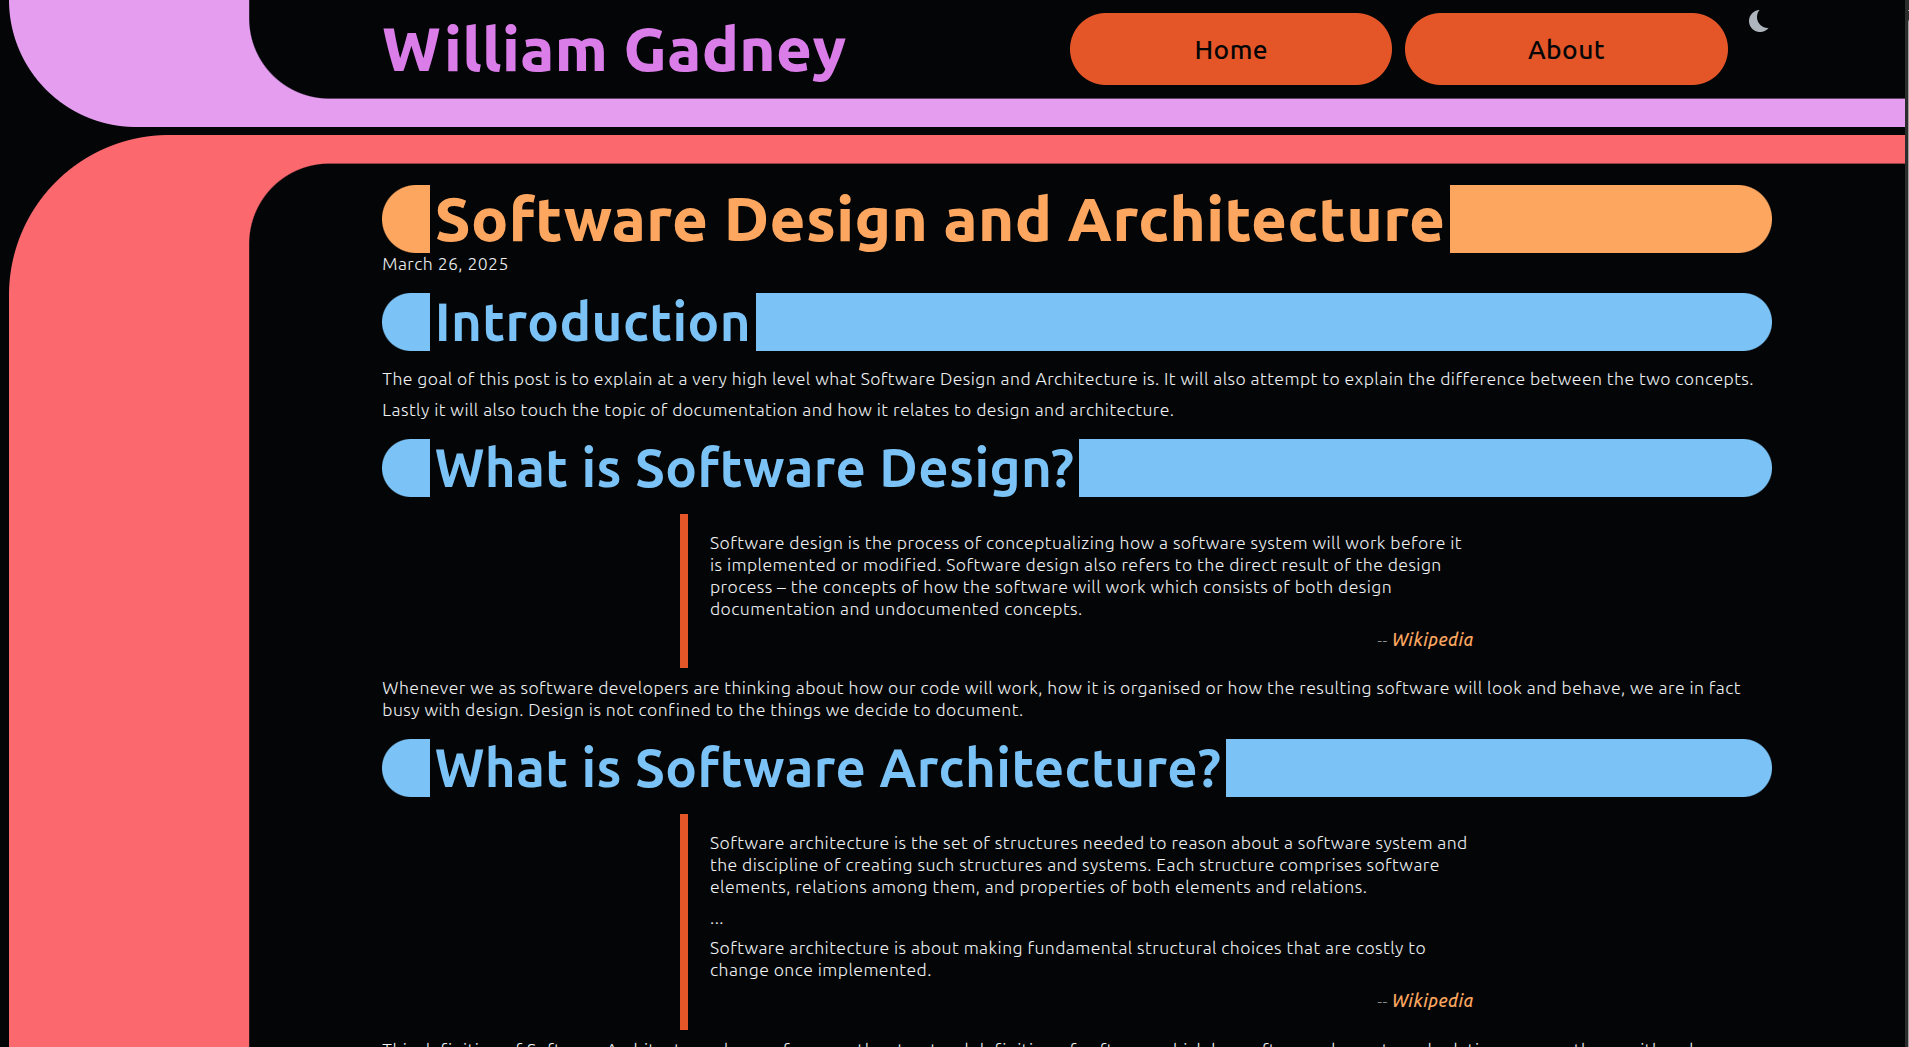 William Gadney
Home
About
Software Design and Architecture
March 26, 2025
Introduction
The goal of this post is to explain at a very high level what Software Design and Architecture is. It will also attempt to explain the difference between the two concepts.
Lastly it will also touch the topic of documentation and how it relates to design and architecture.
What is Software Design?
Software design is the process of conceptualizing how a software system will work before it
is implemented or modified. Software design also refers to the direct result of the design
process – the concepts of how the software will work which consists of both design
documentation and undocumented concepts.
-- Wikipedia
Whenever we as software developers are thinking about how our code will work, how it is organised or how the resulting software will look and behave, we are in fact
busy with design. Design is not confined to the things we decide to document.
What is Software Architecture?
Software architecture is the set of structures needed to reason about a software system and
the discipline of creating such structures and systems. Each structure comprises software
elements, relations among them, and properties of both elements and relations.
...
Software architecture is about making fundamental structural choices that are costly to
change once implemented.
-- Wikipedia